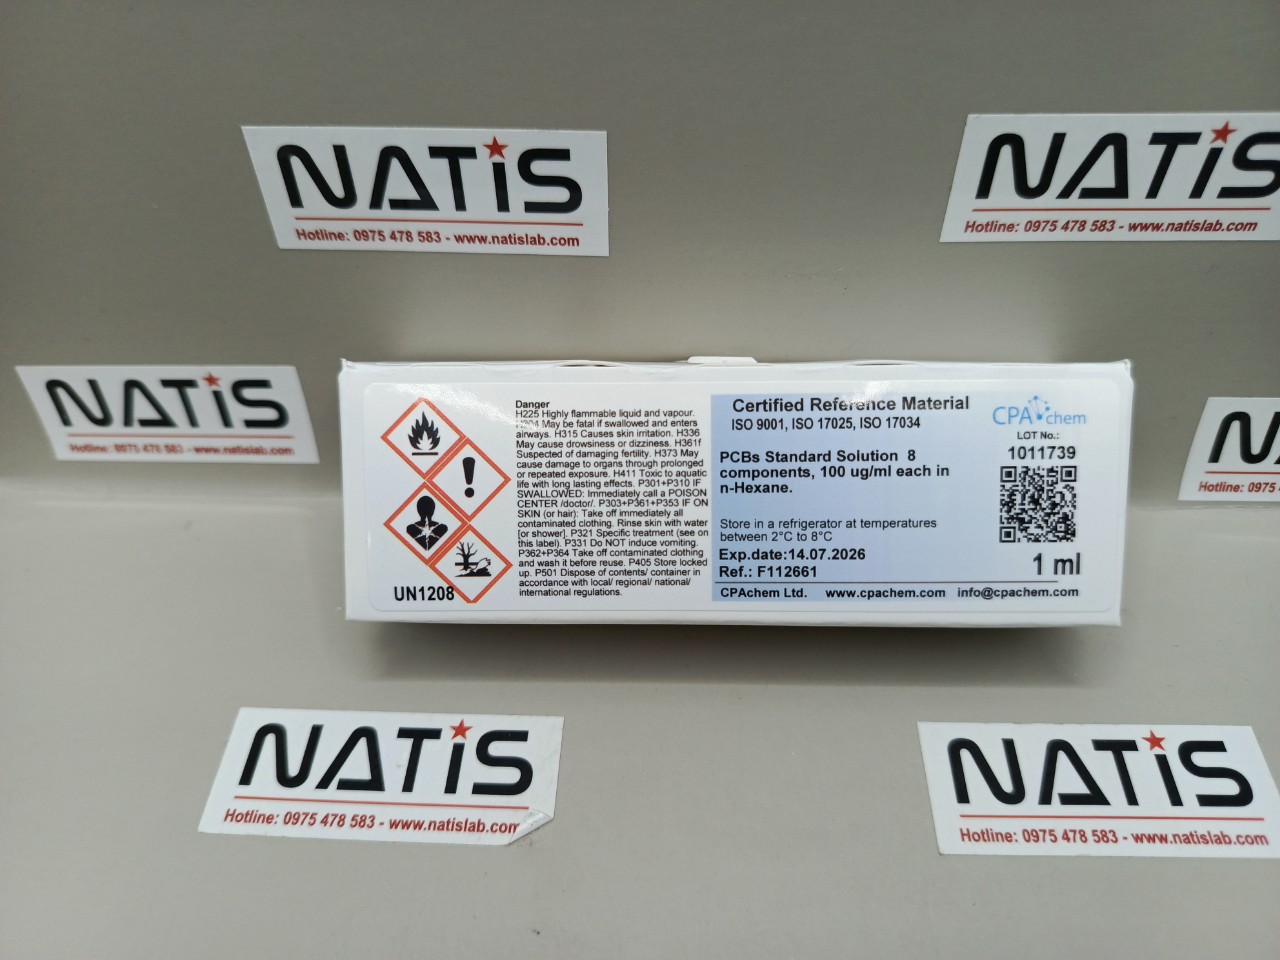 NATiS
Hotline: 0975 478 583 - www.natislab.com
NATiS
Hotline: 0975 478 583 - www.natislab.com
NATiS
Hotline: 0975 478 583 - www.natislab.com
Danger
H225 Highly flammable liquid and vapour.
H304 May be fatal if swallowed and enters
airways. H315 Causes skin irritation. H336
May cause drowsiness or dizziness. H361f
Suspected of damaging fertility. H373 May
cause damage to organs through prolonged
or repeated exposure. H411 Toxic to aquatic
life with long lasting effects. P301+P310 IF
SWALLOWED: Immediately call a POISON
CENTER /doctor/. P303+P361+P353 IF ON
SKIN (or hair): Take off immediately all
contaminated clothing. Rinse skin with water
[or shower]. P321 Specific treatment (see on
this label). P331 Do NOT induce vomiting.
P362+P364 Take off contaminated clothing
and wash it before reuse. P405 Store locked
up. P501 Dispose of contents/ container in
accordance with local/ regional/ national/
international regulations.
UN1208
Certified Reference Material
ISO 9001, ISO 17025, ISO 17034
CPAchem
LOT No.:
1011739
PCBs Standard Solution 8
components, 100 ug/ml each in
n-Hexane.
Store in a refrigerator at temperatures
between 2°C to 8°C
Exp.date:14.07.2026
Ref.: F112661
1 ml
CPAchem Ltd. www.cpachem.com info@cpachem.com
NA
Hotline: 0975
NATiS
Hotline: 0975 478 583 - www.natislab.com
NATiS
Hotline: 0975 478 583 - www.natislab.com